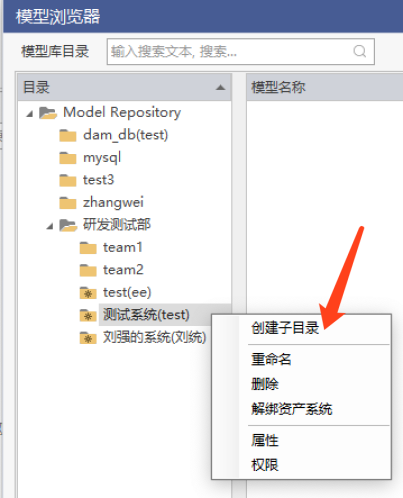 模型浏览器
模型库目录 输入搜索文本, 搜索...
目录 模型名称
Model Repository
dam_db(test)
mysql
test3
zhangwei
研发测试部
team1
team2
test(ee)
测试系统(test)
刘强的系统(刘统)
创建子目录
重命名
删除
解绑资产系统
属性
权限